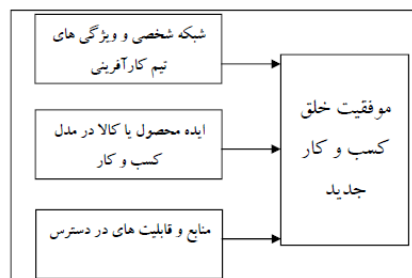 شبکه شخصی و ویژگی های
تیم کارآفرینی
ایده محصول یا کالا در مدل
کسب و کار
منابع و قابلیت های در دسترس
موفقیت خلق
کسب و کار
جدید